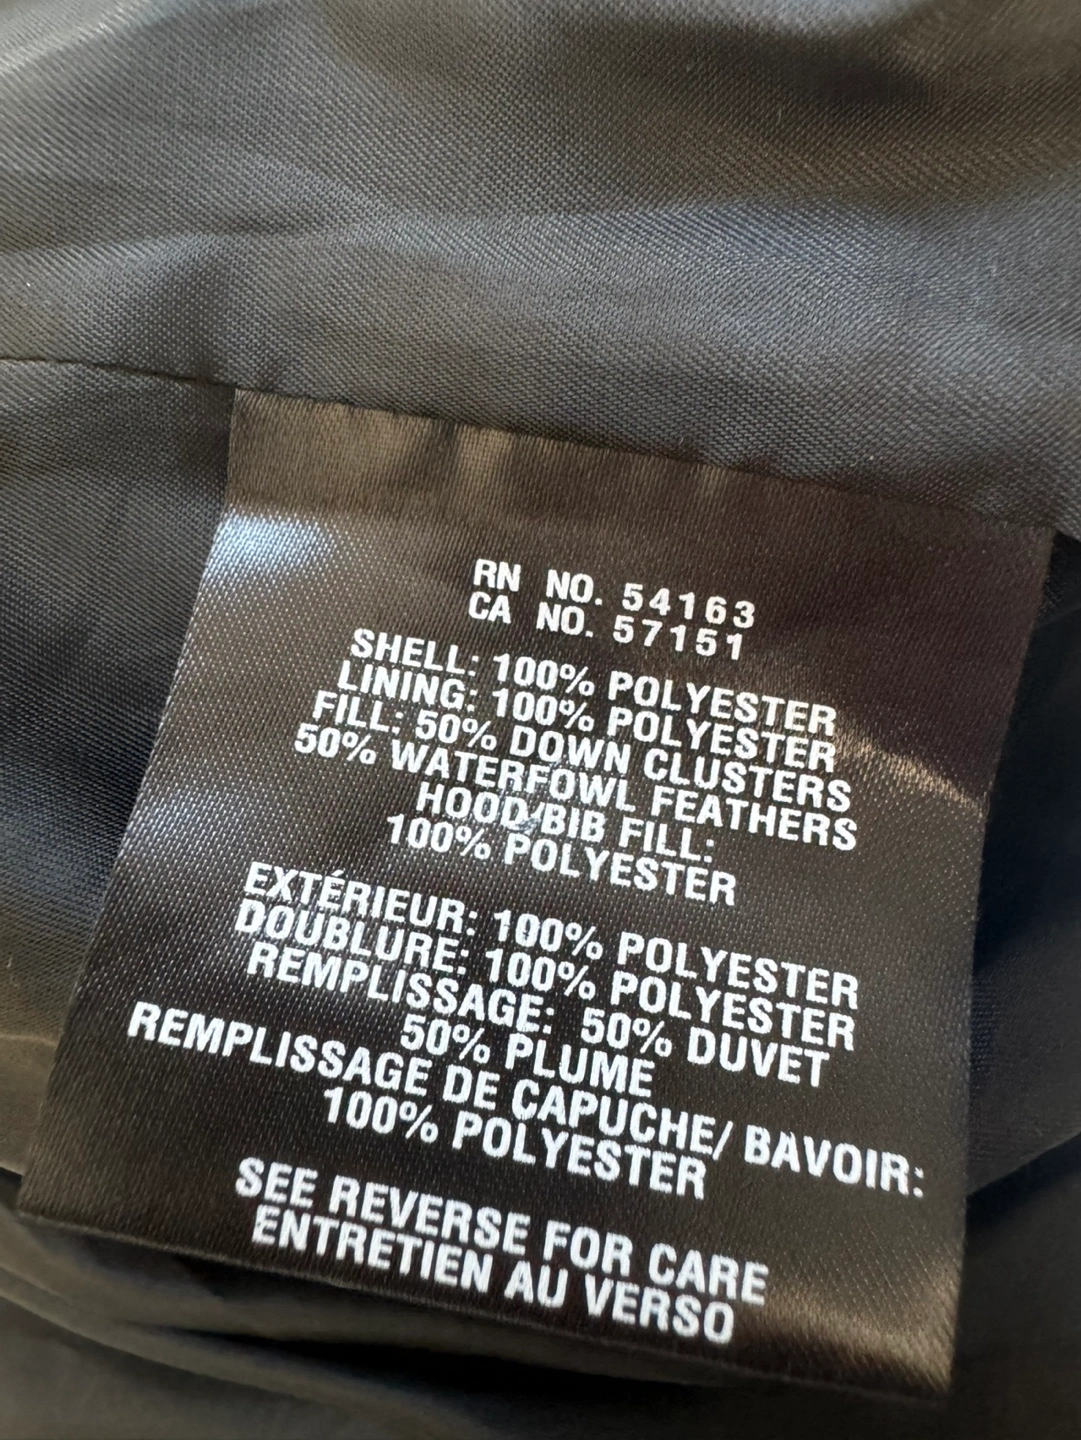 RN NO. 54163
CA NO. 57151
SHELL: 100% POLYESTER
LINING: 100% POLYESTER
FILL: 50% DOWN CLUSTERS
50% WATERFOWL FEATHERS
HOOD/BIB FILL:
100% POLYESTER
EXTÉRIEUR: 100% POLYESTER
DOUBLURE: 100% POLYESTER
REMPLISSAGE: 50% DUVET
50% PLUME
REMPLISSAGE DE CAPUCHE/ BAVOIR:
100% POLYESTER
SEE REVERSE FOR CARE
ENTRETIEN AU VERSO